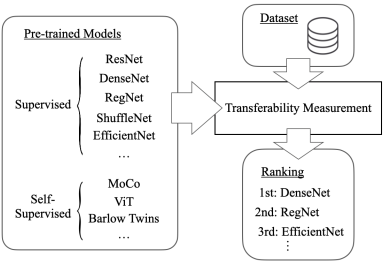 Pre-trained Models
Supervised
ResNet
DenseNet
RegNet
ShuffleNet
EfficientNet
...
Self-
Supervised
MoCo
ViT
Barlow Twins
...
Dataset
Transferability Measurement
Ranking
1st: DenseNet
2nd: RegNet
3rd: EfficientNet
⋮